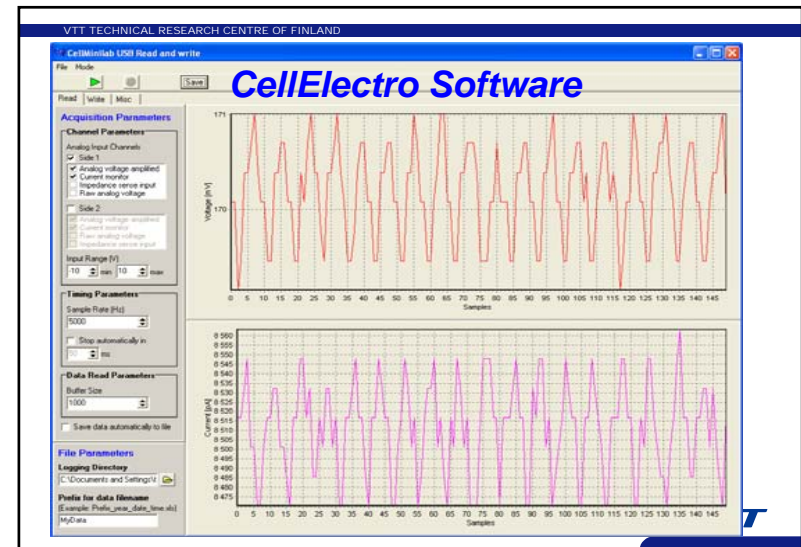 VTT TECHNICAL RESEARCH CENTRE OF FINLAND
CellMinilab USB Read and write
File Mode
Save
CellElectro Software
Read Write Misc
Acquisition Parameters
Channel Parameters
Analog Input Channels
Side 1
Analog voltage amplified
Current monitor
Impedance sence input
Raw analog voltage
Side 2
Analog voltage amplified
Current monitor
Raw analog voltage
Impedance sence input
Input Range (V)
-10 min 10 max
Timing Parameters
Sample Rate (Hz)
5000
Stop automatically in
50 ms
Data Read Parameters
Buffer Size
1000
Save data automatically to file
File Parameters
Logging Directory
C:\Documents and Settings\
Prefix for data filename
(Example: Prefix_year_date_time.xls)
MyData
171
170
Voltage [mV]
0 5 10 15 20 25 30 35 40 45 50 55 60 65 70 75 80 85 90 95 100 105 110 115 120 125 130 135 140 145
Samples
8 560
8 555
8 550
8 545
8 540
8 535
8 530
8 525
8 520
8 515
8 510
8 505
8 500
8 495
8 490
8 485
8 480
8 475
Current [pA]
0 5 10 15 20 25 30 35 40 45 50 55 60 65 70 75 80 85 90 95 100 105 110 115 120 125 130 135 140 145
Samples